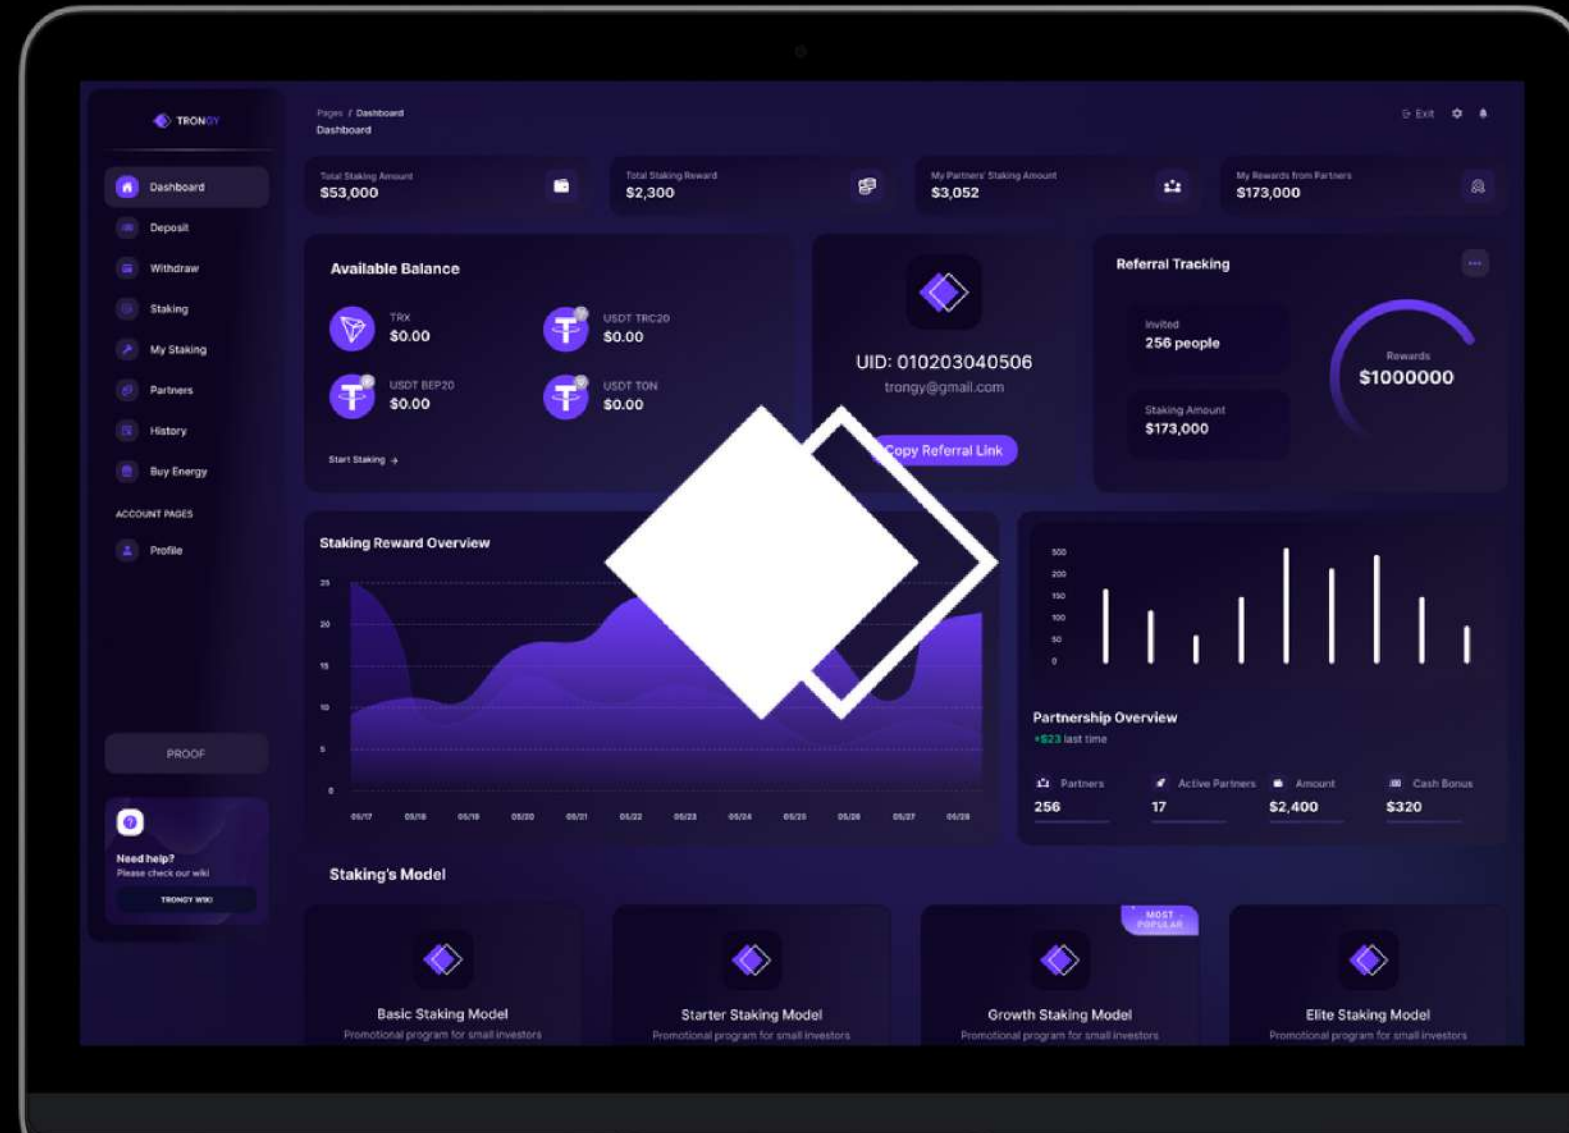 TRONGY
Pages / Dashboard
Dashboard
Exit
Dashboard
Deposit
Withdraw
Staking
My Staking
Partners
History
Buy Energy
ACCOUNT PAGES
Profile
PROOF
Need help?
Please check our wiki
TRONGY WIKI
Total Staking Amount
$53,000
Total Staking Reward
$2,300
My Partners' Staking Amount
$3,052
My Rewards from Partners
$173,000
Available Balance
TRX
$0.00
USDT TRC20
$0.00
USDT BEP20
$0.00
USDT TON
$0.00
Start Staking →
UID: 010203040506
trongy@gmail.com
Copy Referral Link
Referral Tracking
Invited
256 people
Staking Amount
$173,000
Rewards
$1000000
Staking Reward Overview
25
20
15
10
5
0
05/17 05/18 05/19 05/20 05/21 05/22 05/23 05/24 05/25 05/26 05/27 05/28
500
200
150
100
50
0
Partnership Overview
+$23 last time
Partners
256
Active Partners
17
Amount
$2,400
Cash Bonus
$320
Staking's Model
Basic Staking Model
Promotional program for small investors
Starter Staking Model
Promotional program for small investors
MOST
POPULAR
Growth Staking Model
Promotional program for small investors
Elite Staking Model
Promotional program for small investors